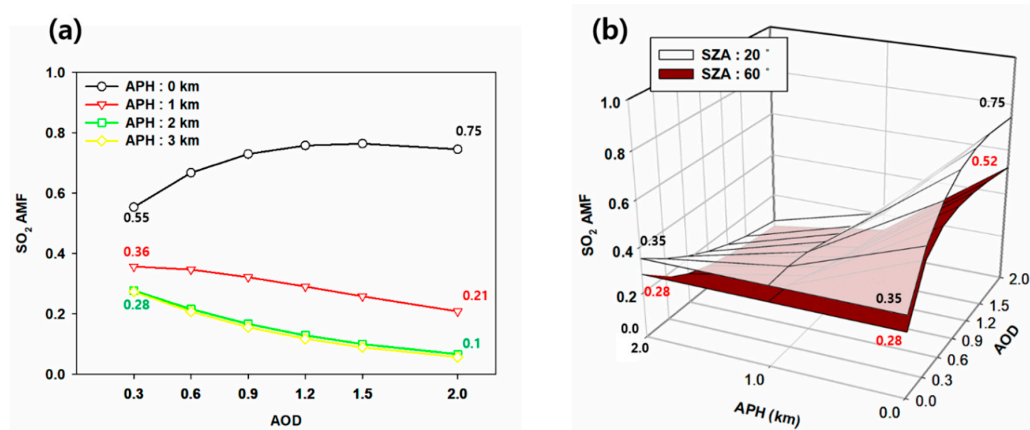 (a)
APH : 0 km
APH : 1 km
APH : 2 km
APH : 3 km
1.0
0.8
0.6
0.4
0.2
0.0
SO2 AMF
0.75
0.55
0.36
0.21
0.28
0.1
0.3 0.6 0.9 1.2 1.5 2.0
AOD
(b)
SZA : 20 °
SZA : 60 °
1.0
0.8
0.6
0.4
0.2
0.0
SO2 AMF
0.75
0.52
0.35
0.28
0.35
0.28
2.0
1.0
0.0
APH (km)
2.0
1.5
1.2
0.9
0.6
0.3
0.0
AOD